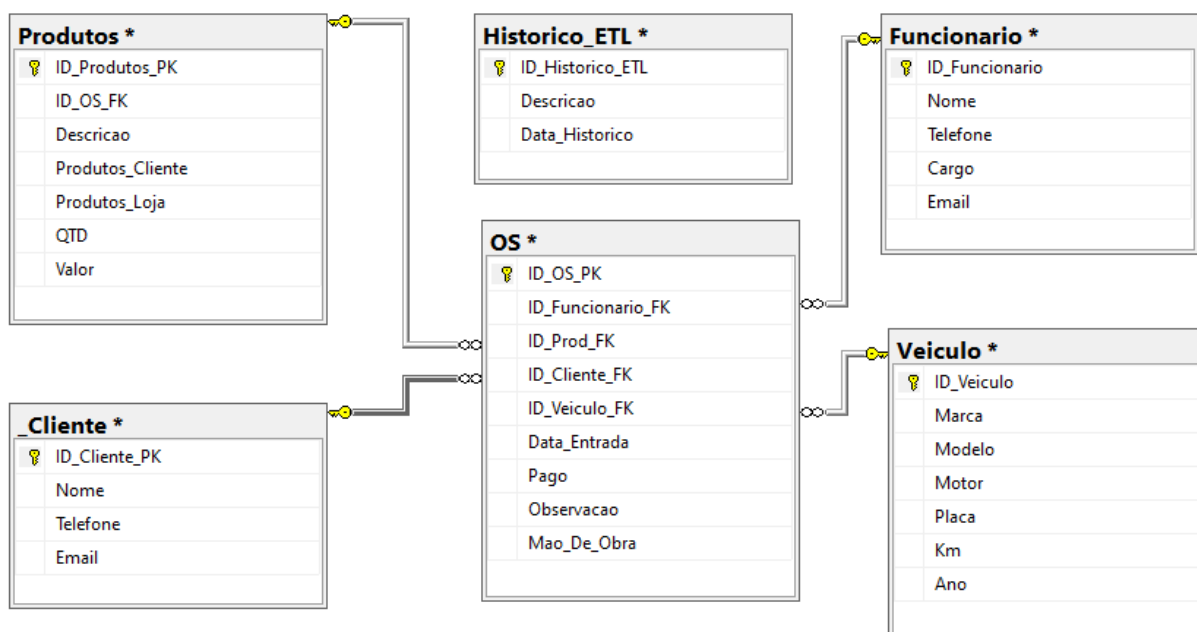 Produtos *
ID_Produtos_PK
ID_OS_FK
Descricao
Produtos_Cliente
Produtos_Loja
QTD
Valor
Historico_ETL *
ID_Historico_ETL
Descricao
Data_Historico
Funcionario *
ID_Funcionario
Nome
Telefone
Cargo
Email
OS *
ID_OS_PK
ID_Funcionario_FK
ID_Prod_FK
ID_Cliente_FK
ID_Veiculo_FK
Data_Entrada
Pago
Observacao
Mao_De_Obra
_Cliente *
ID_Cliente_PK
Nome
Telefone
Email
Veiculo *
ID_Veiculo
Marca
Modelo
Motor
Placa
Km
Ano